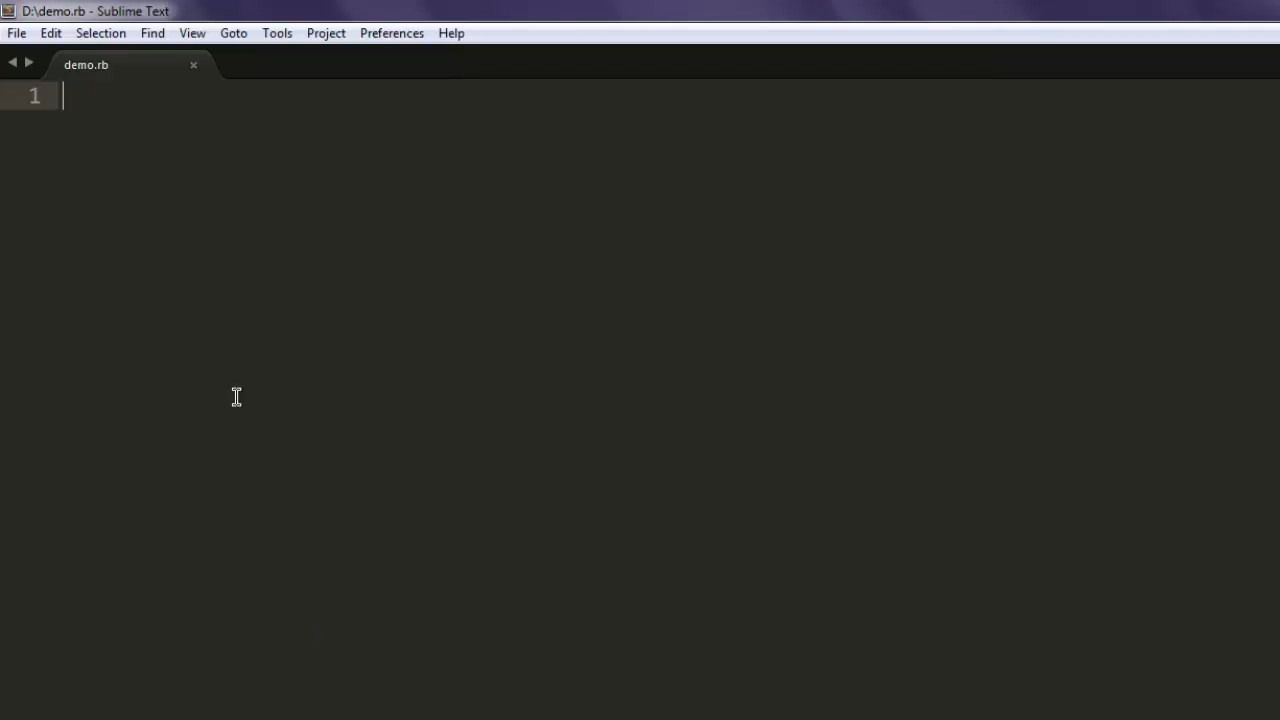 D:\demo.rb - Sublime Text
File Edit Selection Find View Goto Tools Project Preferences Help
demo.rb
1